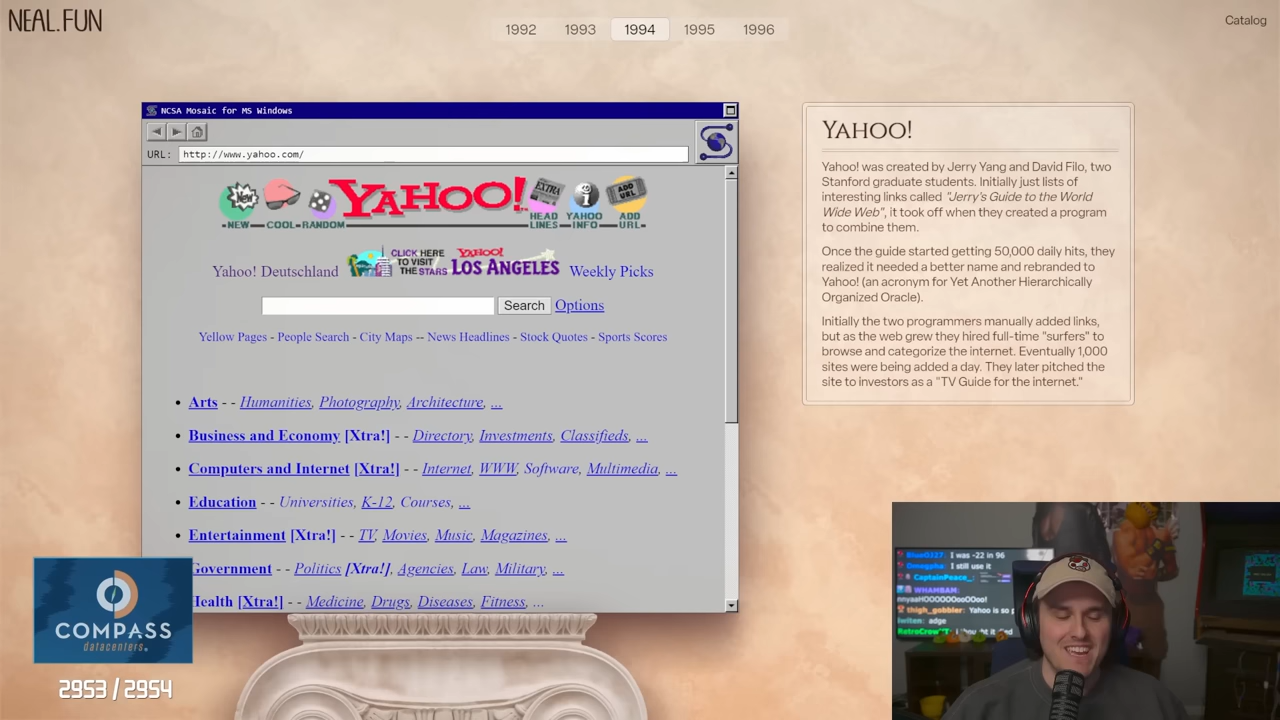 NEAL.FUN
1992 1993 1994 1995 1996
Catalog
NCSA Mosaic for MS Windows
URL: http://www.yahoo.com/
NEW COOL RANDOM
YAHOO!
HEAD LINES YAHOO INFO ADD URL
New
EXTRA
ADD URL
Yahoo! Deutschland
CLICK HERE TO VISIT THE STARS
YAHOO! LOS ANGELES
Weekly Picks
Search Options
Yellow Pages - People Search - City Maps -- News Headlines - Stock Quotes - Sports Scores
• Arts - - Humanities, Photography, Architecture, ...
• Business and Economy [Xtra!] - - Directory, Investments, Classifieds, ...
• Computers and Internet [Xtra!] - - Internet, WWW, Software, Multimedia, ...
• Education - - Universities, K-12, Courses, ...
• Entertainment [Xtra!] - - TV, Movies, Music, Magazines, ...
Government - - Politics [Xtra!], Agencies, Law, Military, ...
Health [Xtra!] - - Medicine, Drugs, Diseases, Fitness, ...
YAHOO!
Yahoo! was created by Jerry Yang and David Filo, two
Stanford graduate students. Initially just lists of
interesting links called "Jerry's Guide to the World
Wide Web", it took off when they created a program
to combine them.
Once the guide started getting 50,000 daily hits, they
realized it needed a better name and rebranded to
Yahoo! (an acronym for Yet Another Hierarchically
Organized Oracle).
Initially the two programmers manually added links,
but as the web grew they hired full-time "surfers" to
browse and categorize the internet. Eventually 1,000
sites were being added a day. They later pitched the
site to investors as a "TV Guide for the internet."
COMPASS
datacenters
2953 / 2954
Blue0327: I was -22 in 96
Omegpha: I still use it
CaptainPeace_:
WHAMBAM:
thigh_gobbler: Yahoo is so
lwiten: adge